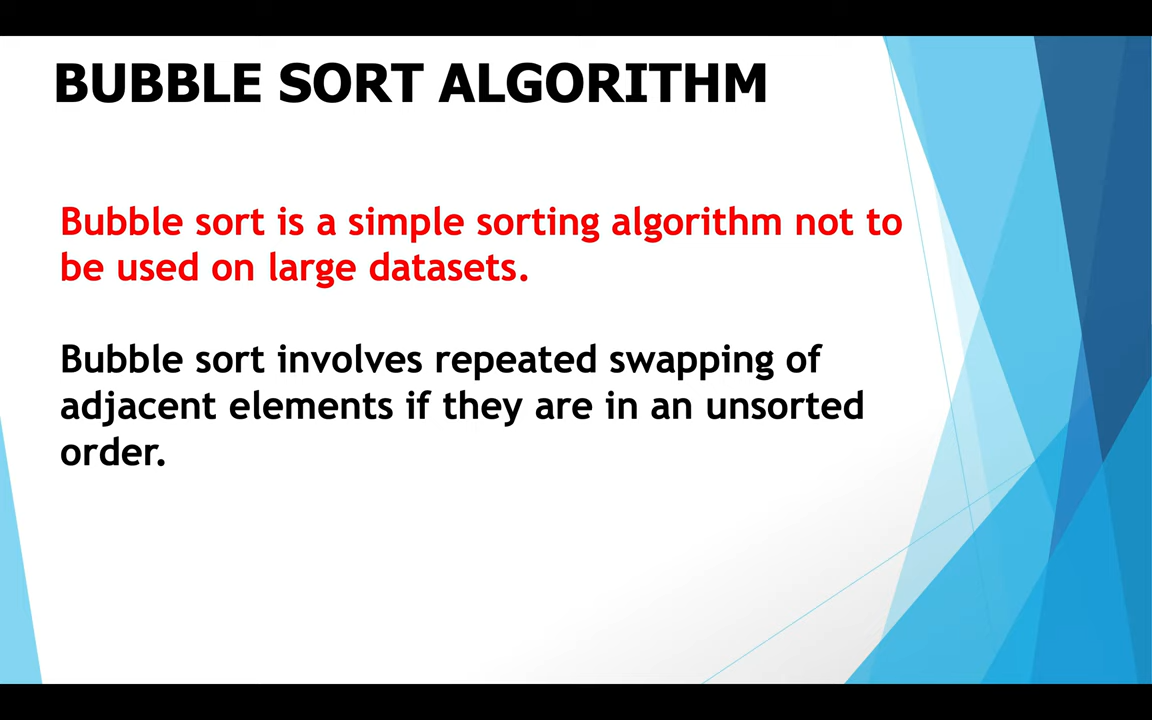 BUBBLE SORT ALGORITHM
Bubble sort is a simple sorting algorithm not to
be used on large datasets.
Bubble sort involves repeated swapping of
adjacent elements if they are in an unsorted
order.